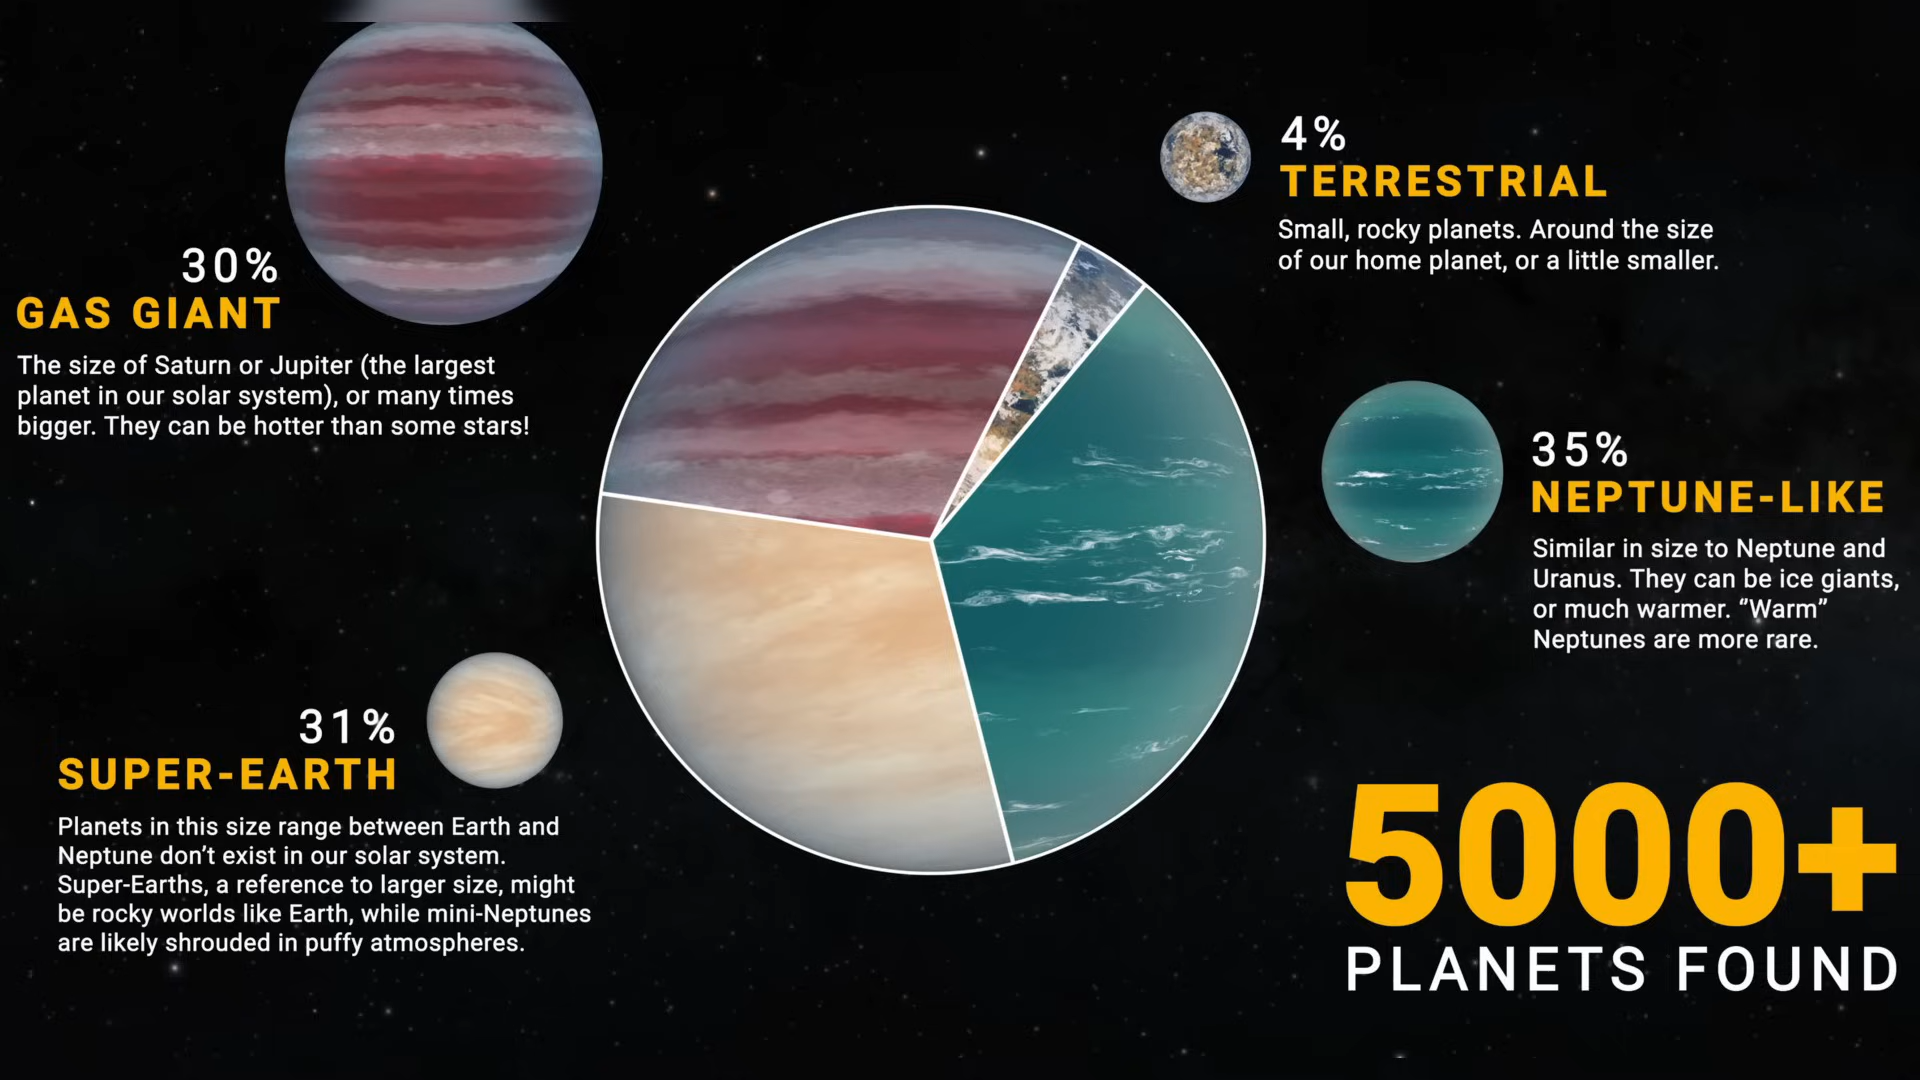 30%
GAS GIANT
The size of Saturn or Jupiter (the largest
planet in our solar system), or many times
bigger. They can be hotter than some stars!
4%
TERRESTRIAL
Small, rocky planets. Around the size
of our home planet, or a little smaller.
35%
NEPTUNE-LIKE
Similar in size to Neptune and
Uranus. They can be ice giants,
or much warmer. “Warm”
Neptunes are more rare.
31%
SUPER-EARTH
Planets in this size range between Earth and
Neptune don’t exist in our solar system.
Super-Earths, a reference to larger size, might
be rocky worlds like Earth, while mini-Neptunes
are likely shrouded in puffy atmospheres.
5000+
PLANETS FOUND